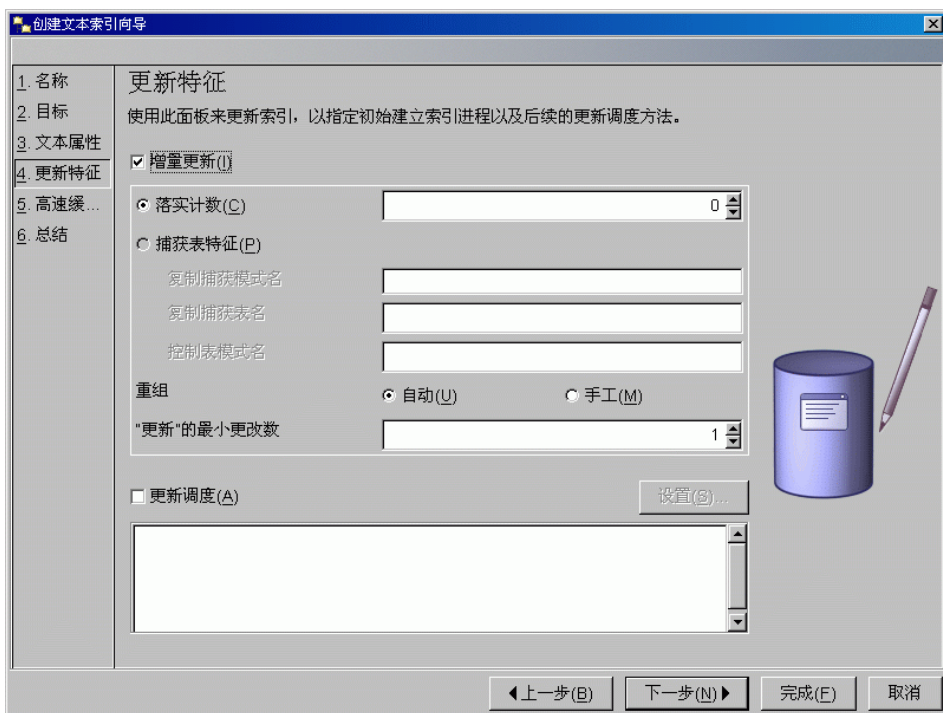 创建文本索引向导
1. 名称
2. 目标
3. 文本属性
4. 更新特征
5. 高速缓...
6. 总结
更新特征
使用此面板来更新索引，以指定初始建立索引进程以及后续的更新调度方法。
增量更新(I)
落实计数(C) 0
捕获表特征(P)
复制捕获模式名
复制捕获表名
控制表模式名
重组 自动(U) 手工(M)
"更新"的最小更改数 1
更新调度(A) 设置(S)...
上一步(B) 下一步(N) 完成(F) 取消